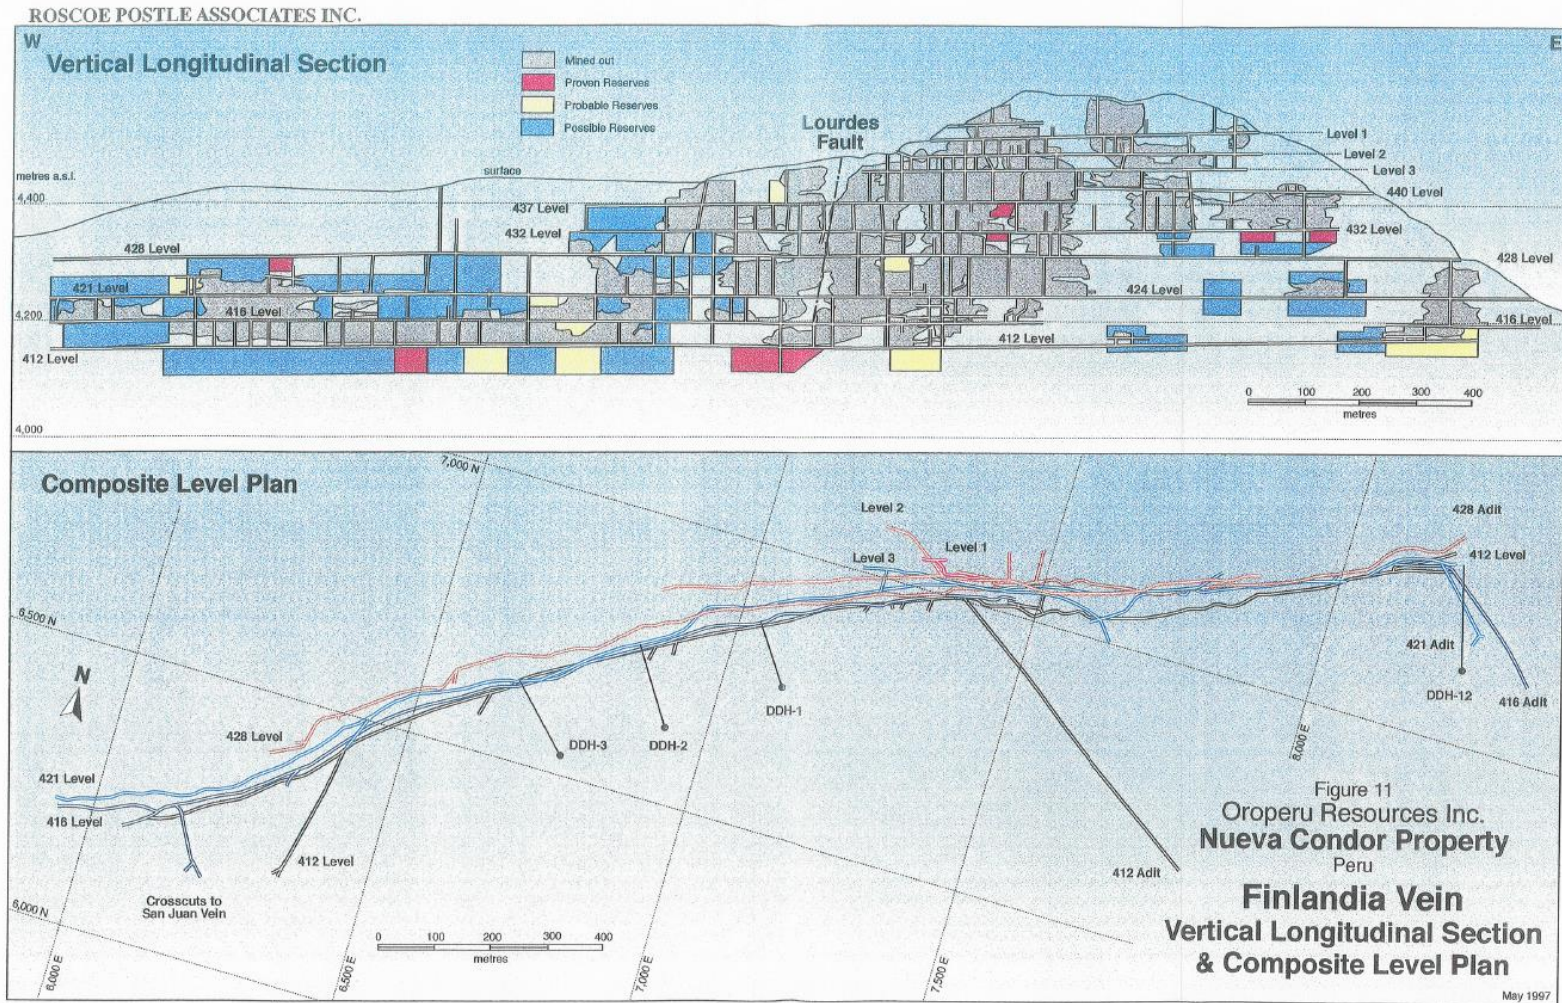 ROSCOE POSTLE ASSOCIATES INC.
W
E
Vertical Longitudinal Section
Mined out
Proven Reserves
Probable Reserves
Possible Reserves
Lourdes
Fault
Level 1
Level 2
Level 3
metres a.s.l.
surface
440 Level
4,400
437 Level
432 Level
432 Level
428 Level
428 Level
421 Level
424 Level
416 Level
4,200
416 Level
412 Level
412 Level
0 100 200 300 400
metres
4,000
7,000 N
Composite Level Plan
Level 2
428 Adit
Level 1
Level 3
412 Level
6,500 N
421 Adit
N
DDH-12
416 Adit
DDH-1
428 Level
DDH-3
DDH-2
8,000 E
421 Level
Figure 11
Oroperu Resources Inc.
416 Level
Nueva Condor Property
412 Level
Peru
412 Adit
Crosscuts to
San Juan Vein
Finlandia Vein
6,000 N
Vertical Longitudinal Section
0 100 200 300 400
metres
& Composite Level Plan
6,000 E
6,500 E
7,000 E
7,500 E
May 1997